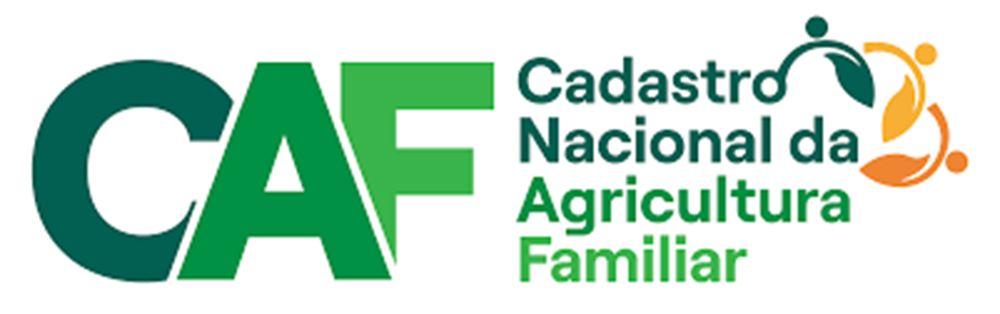 CAF
Cadastro
Nacional da
Agricultura
Familiar